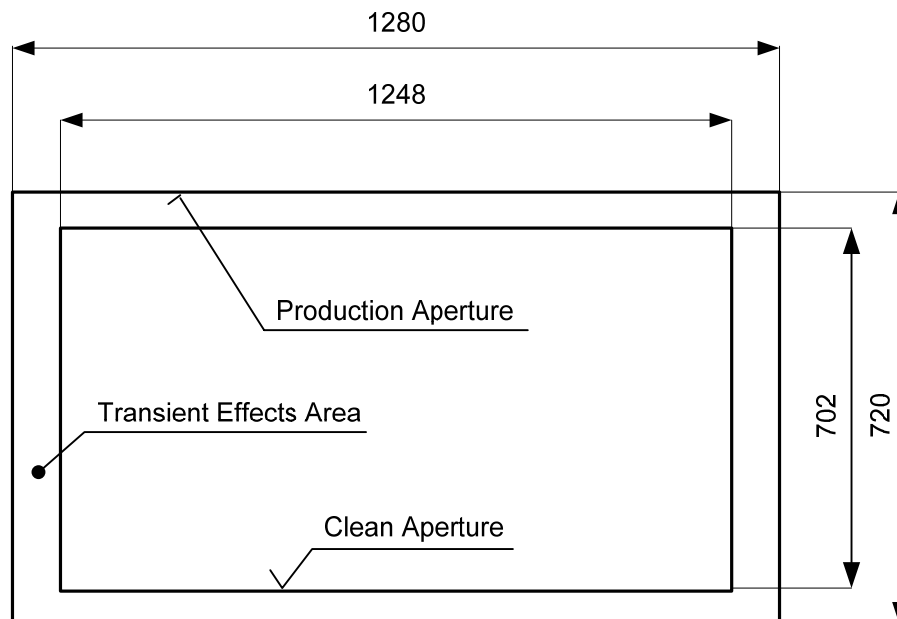 1280
1248
Production Aperture
Transient Effects Area
702
720
Clean Aperture